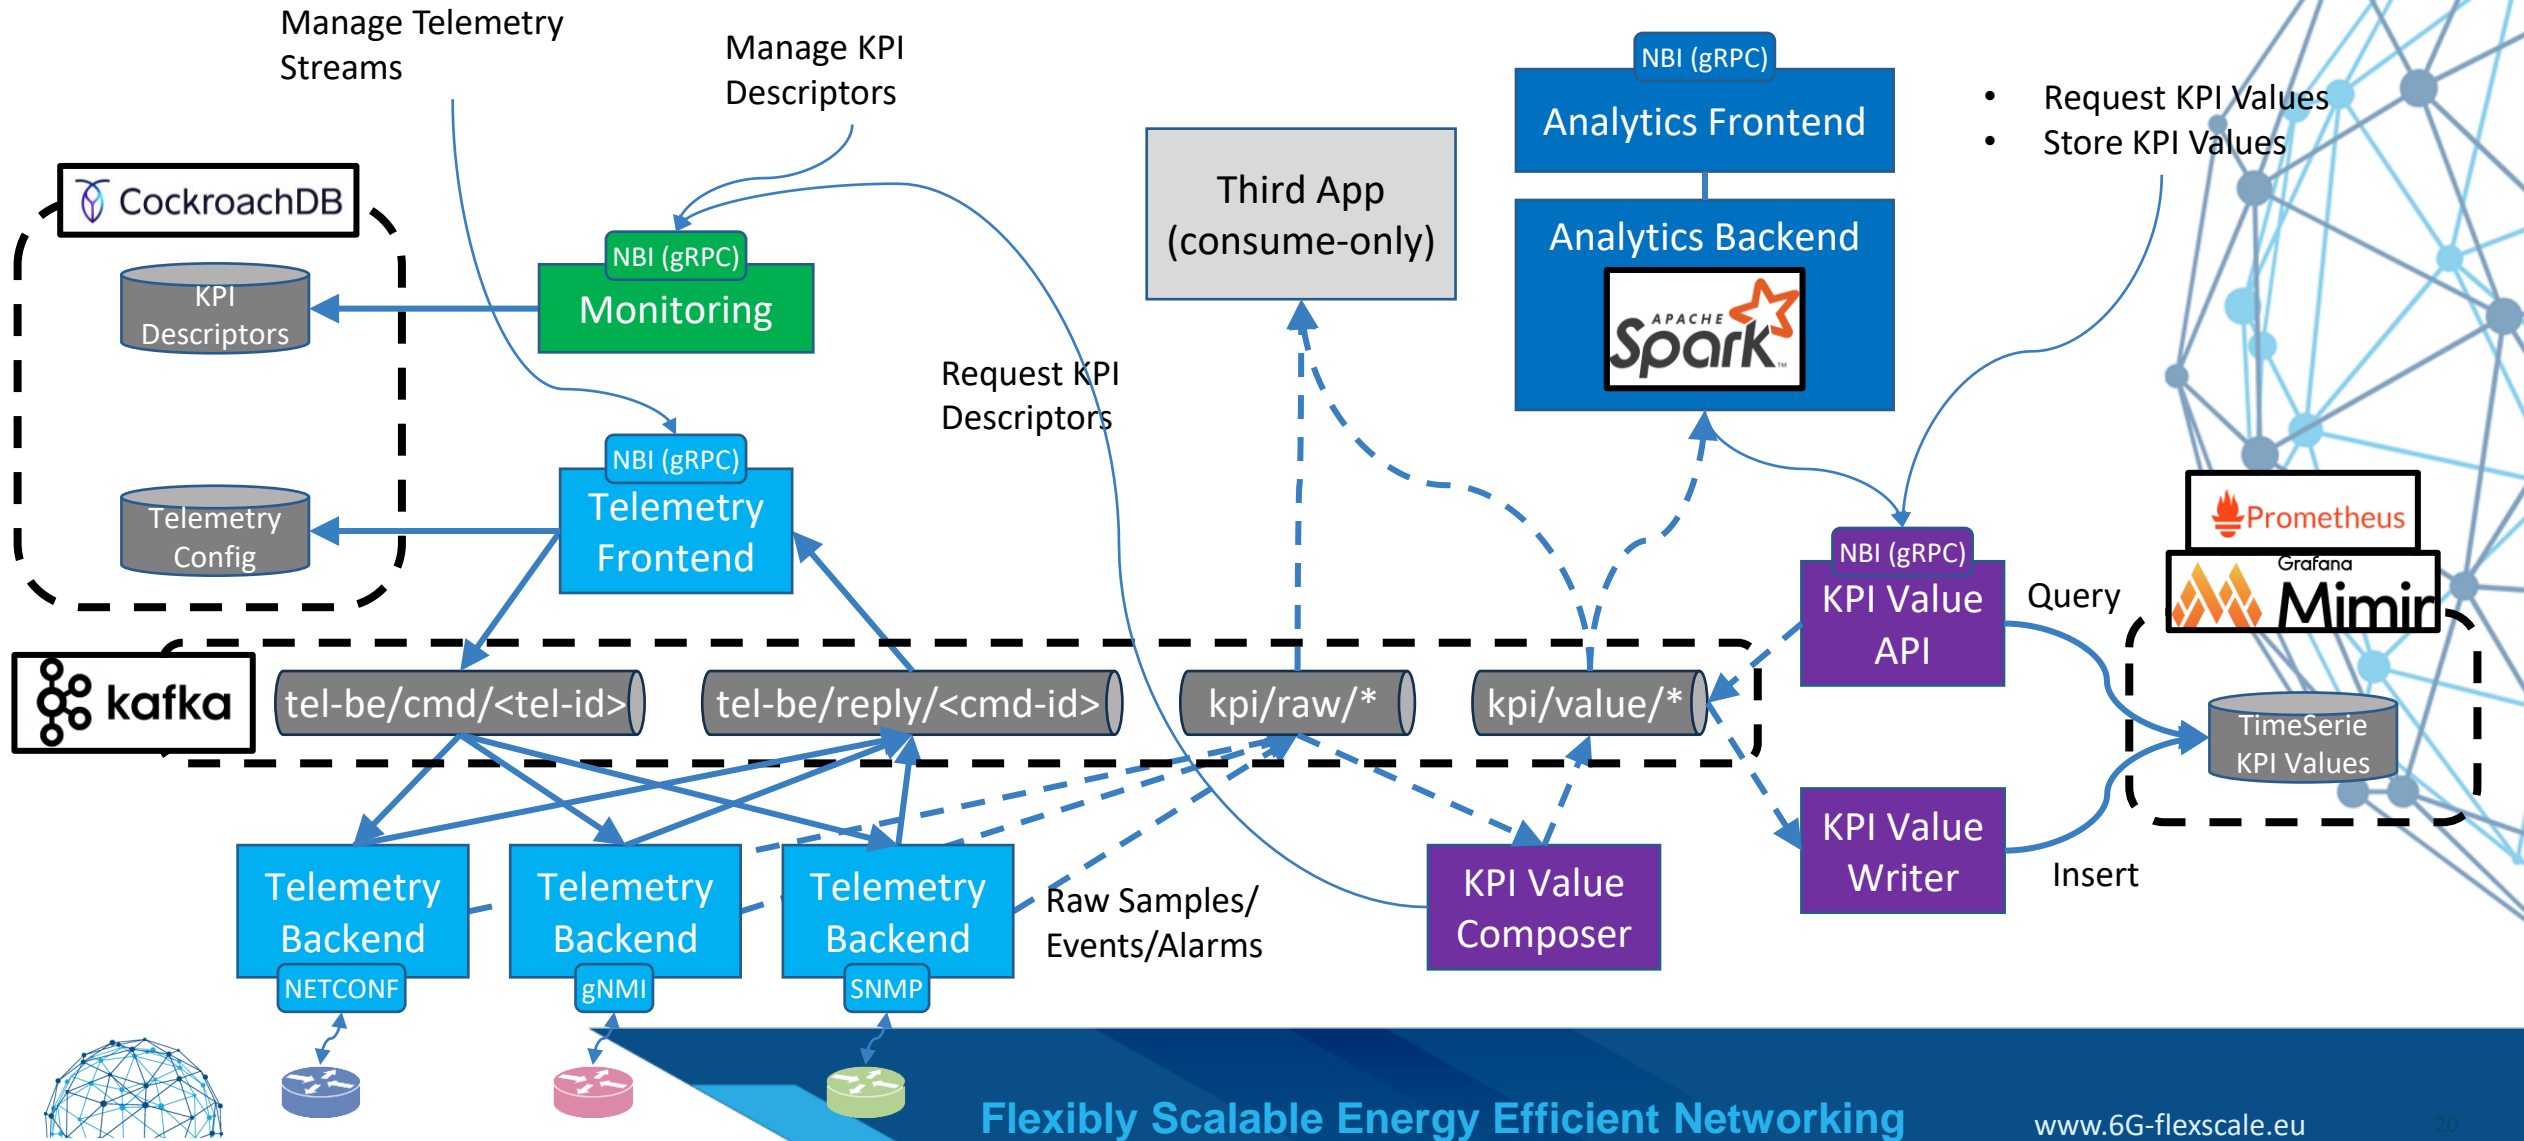 Manage Telemetry
Streams
Manage KPI
Descriptors
NBI (gRPC)
Analytics Frontend
• Request KPI Values
• Store KPI Values
CockroachDB
Third App
(consume-only)
Analytics Backend
APACHE
Spark™
NBI (gRPC)
Monitoring
KPI
Descriptors
Request KPI
Descriptors
NBI (gRPC)
Telemetry
Frontend
Telemetry
Config
Prometheus
Grafana
Mimir
NBI (gRPC)
KPI Value
API
Query
kafka
tel-be/cmd/<tel-id>
tel-be/reply/<cmd-id>
kpi/raw/*
kpi/value/*
TimeSerie
KPI Values
KPI Value
Writer
Insert
Telemetry
Backend
NETCONF
Telemetry
Backend
gNMI
Telemetry
Backend
SNMP
Raw Samples/
Events/Alarms
KPI Value
Composer
Flexibly Scalable Energy Efficient Networking
www.6G-flexscale.eu
20